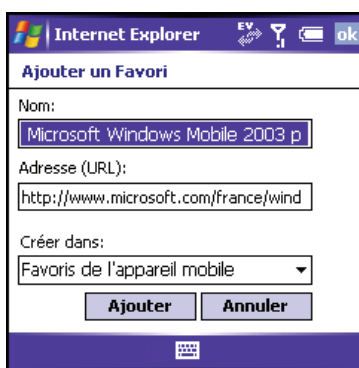 Internet Explorer EV ok
Ajouter un Favori
Nom:
Microsoft Windows Mobile 2003 p
Adresse (URL):
http://www.microsoft.com/france/wind
Créer dans:
Favoris de l'appareil mobile
Ajouter Annuler